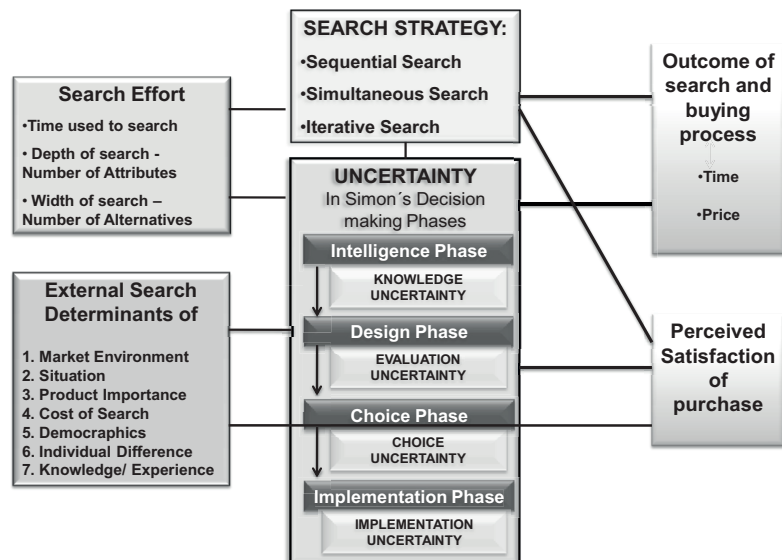 SEARCH STRATEGY:
•Sequential Search
•Simultaneous Search
•Iterative Search
Search Effort
•Time used to search
• Depth of search -
Number of Attributes
• Width of search –
Number of Alternatives
External Search
Determinants of
1. Market Environment
2. Situation
3. Product Importance
4. Cost of Search
5. Democraphics
6. Individual Difference
7. Knowledge/ Experience
UNCERTAINTY
In Simon´s Decision
making Phases
Intelligence Phase
KNOWLEDGE
UNCERTAINTY
Design Phase
EVALUATION
UNCERTAINTY
Choice Phase
CHOICE
UNCERTAINTY
Implementation Phase
IMPLEMENTATION
UNCERTAINTY
Outcome of
search and
buying
process
•Time
•Price
Perceived
Satisfaction
of
purchase